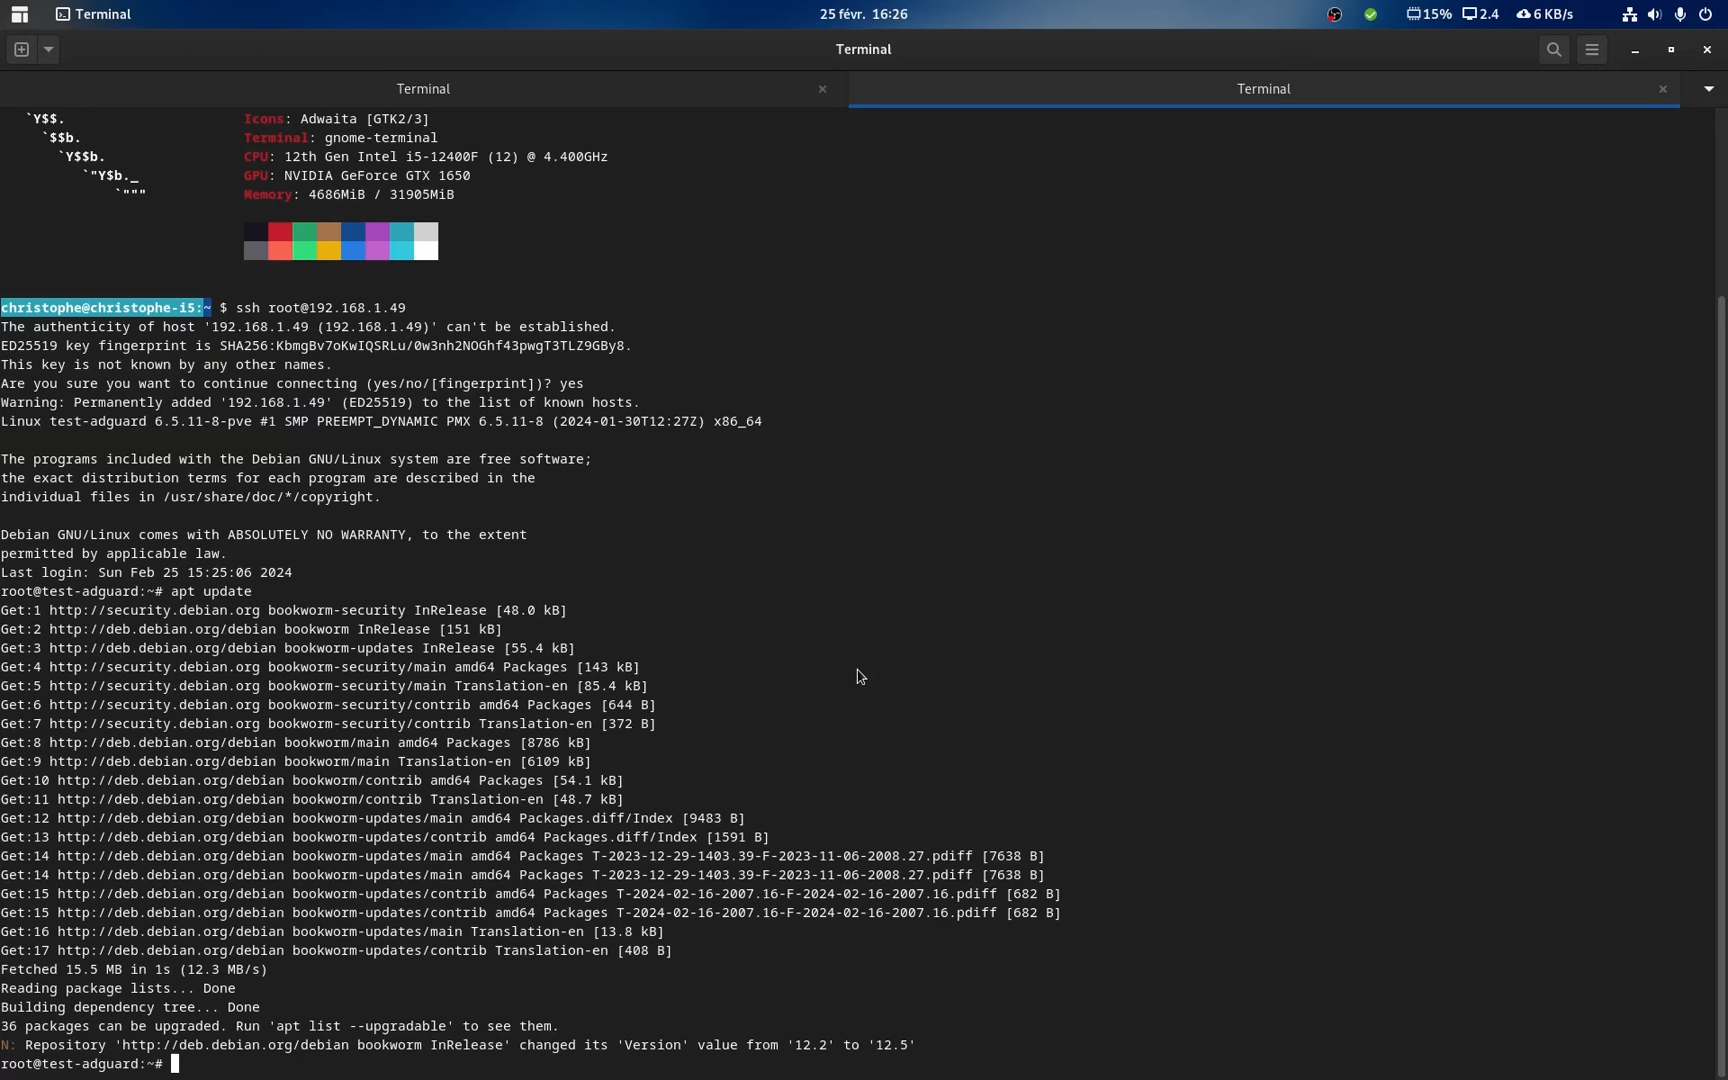 Terminal
25 févr. 16:26
15% 2.4 6 KB/s
Terminal
Terminal
Terminal
`Y$$. Icons: Adwaita [GTK2/3]
`$$b. Terminal: gnome-terminal
`Y$$b. CPU: 12th Gen Intel i5-12400F (12) @ 4.400GHz
`"Y$b._ GPU: NVIDIA GeForce GTX 1650
`""" Memory: 4686MiB / 31905MiB
christophe@christophe-i5:~ $ ssh root@192.168.1.49
The authenticity of host '192.168.1.49 (192.168.1.49)' can't be established.
ED25519 key fingerprint is SHA256:KbmgBv7oKwIQSRLu/0w3nh2NOGhf43pwgT3TLZ9GBy8.
This key is not known by any other names.
Are you sure you want to continue connecting (yes/no/[fingerprint])? yes
Warning: Permanently added '192.168.1.49' (ED25519) to the list of known hosts.
Linux test-adguard 6.5.11-8-pve #1 SMP PREEMPT_DYNAMIC PMX 6.5.11-8 (2024-01-30T12:27Z) x86_64
The programs included with the Debian GNU/Linux system are free software;
the exact distribution terms for each program are described in the
individual files in /usr/share/doc/*/copyright.
Debian GNU/Linux comes with ABSOLUTELY NO WARRANTY, to the extent
permitted by applicable law.
Last login: Sun Feb 25 15:25:06 2024
root@test-adguard:~# apt update
Get:1 http://security.debian.org bookworm-security InRelease [48.0 kB]
Get:2 http://deb.debian.org/debian bookworm InRelease [151 kB]
Get:3 http://deb.debian.org/debian bookworm-updates InRelease [55.4 kB]
Get:4 http://security.debian.org bookworm-security/main amd64 Packages [143 kB]
Get:5 http://security.debian.org bookworm-security/main Translation-en [85.4 kB]
Get:6 http://security.debian.org bookworm-security/contrib amd64 Packages [644 B]
Get:7 http://security.debian.org bookworm-security/contrib Translation-en [372 B]
Get:8 http://deb.debian.org/debian bookworm/main amd64 Packages [8786 kB]
Get:9 http://deb.debian.org/debian bookworm/main Translation-en [6109 kB]
Get:10 http://deb.debian.org/debian bookworm/contrib amd64 Packages [54.1 kB]
Get:11 http://deb.debian.org/debian bookworm/contrib Translation-en [48.7 kB]
Get:12 http://deb.debian.org/debian bookworm-updates/main amd64 Packages.diff/Index [9483 B]
Get:13 http://deb.debian.org/debian bookworm-updates/contrib amd64 Packages.diff/Index [1591 B]
Get:14 http://deb.debian.org/debian bookworm-updates/main amd64 Packages T-2023-12-29-1403.39-F-2023-11-06-2008.27.pdiff [7638 B]
Get:14 http://deb.debian.org/debian bookworm-updates/main amd64 Packages T-2023-12-29-1403.39-F-2023-11-06-2008.27.pdiff [7638 B]
Get:15 http://deb.debian.org/debian bookworm-updates/contrib amd64 Packages T-2024-02-16-2007.16-F-2024-02-16-2007.16.pdiff [682 B]
Get:15 http://deb.debian.org/debian bookworm-updates/contrib amd64 Packages T-2024-02-16-2007.16-F-2024-02-16-2007.16.pdiff [682 B]
Get:16 http://deb.debian.org/debian bookworm-updates/main Translation-en [13.8 kB]
Get:17 http://deb.debian.org/debian bookworm-updates/contrib Translation-en [408 B]
Fetched 15.5 MB in 1s (12.3 MB/s)
Reading package lists... Done
Building dependency tree... Done
36 packages can be upgraded. Run 'apt list --upgradable' to see them.
N: Repository 'http://deb.debian.org/debian bookworm InRelease' changed its 'Version' value from '12.2' to '12.5'
root@test-adguard:~#